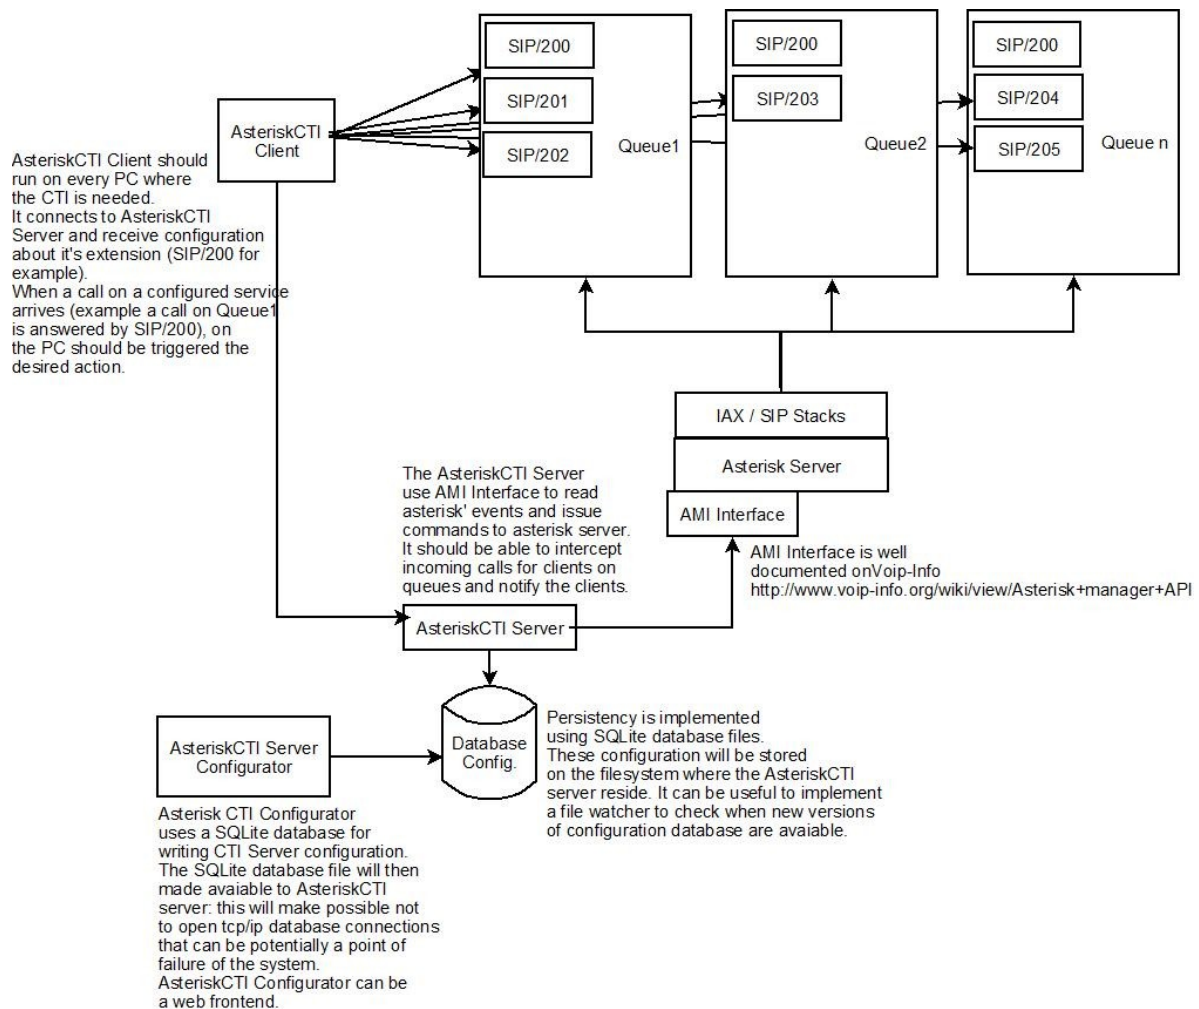 SIP/200
SIP/201
SIP/202
Queue1
SIP/200
SIP/203
Queue2
SIP/200
SIP/204
SIP/205
Queue n
AsteriskCTI
Client
AsteriskCTI Client should
run on every PC where
the CTI is needed.
It connects to AsteriskCTI
Server and receive configuration
about it's extension (SIP/200 for
example).
When a call on a configured service
arrives (example a call on Queue1
is answered by SIP/200), on
the PC should be triggered the
desired action.
IAX / SIP Stacks
Asterisk Server
AMI Interface
The AsteriskCTI Server
use AMI Interface to read
asterisk' events and issue
commands to asterisk server.
It should be able to intercept
incoming calls for clients on
queues and notify the clients.
AMI Interface is well
documented onVoip-Info
http://www.voip-info.org/wiki/view/Asterisk+manager+API
AsteriskCTI Server
AsteriskCTI Server
Configurator
Database
Config.
Persistency is implemented
using SQLite database files.
These configuration will be stored
on the filesystem where the AsteriskCTI
server reside. It can be useful to implement
a file watcher to check when new versions
of configuration database are avaiable.
Asterisk CTI Configurator
uses a SQLite database for
writing CTI Server configuration.
The SQLite database file will then
made avaiable to AsteriskCTI
server: this will make possible not
to open tcp/ip database connections
that can be potentially a point of
failure of the system.
AsteriskCTI Configurator can be
a web frontend.